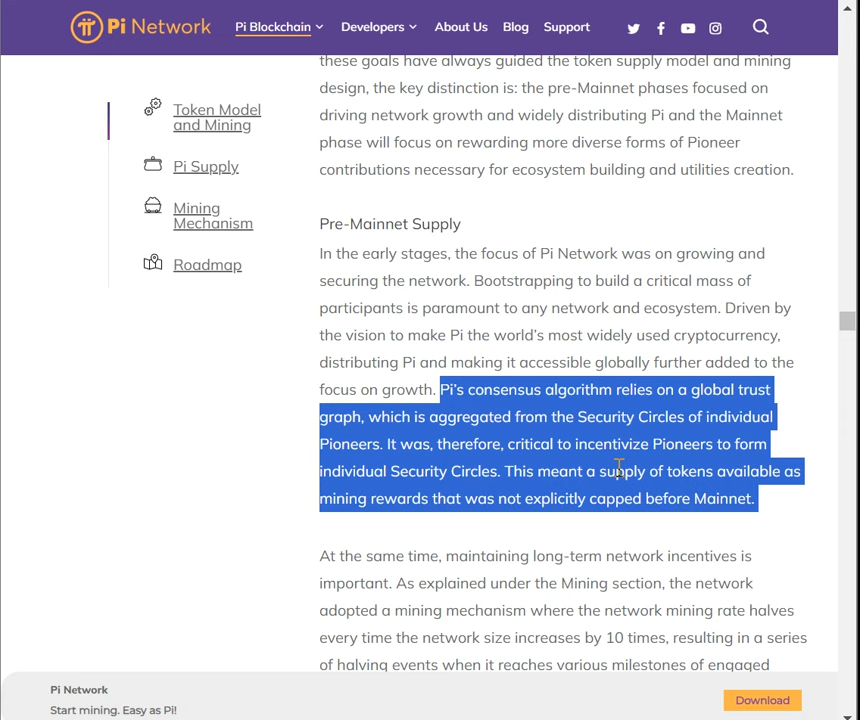 Pi Network
Pi Blockchain
Developers
About Us
Blog
Support
Token Model
and Mining
Pi Supply
Mining
Mechanism
Roadmap
these goals have always guided the token supply model and mining
design, the key distinction is: the pre-Mainnet phases focused on
driving network growth and widely distributing Pi and the Mainnet
phase will focus on rewarding more diverse forms of Pioneer
contributions necessary for ecosystem building and utilities creation.
Pre-Mainnet Supply
In the early stages, the focus of Pi Network was on growing and
securing the network. Bootstrapping to build a critical mass of
participants is paramount to any network and ecosystem. Driven by
the vision to make Pi the world’s most widely used cryptocurrency,
distributing Pi and making it accessible globally further added to the
focus on growth. Pi’s consensus algorithm relies on a global trust
graph, which is aggregated from the Security Circles of individual
Pioneers. It was, therefore, critical to incentivize Pioneers to form
individual Security Circles. This meant a supply of tokens available as
mining rewards that was not explicitly capped before Mainnet.
At the same time, maintaining long-term network incentives is
important. As explained under the Mining section, the network
adopted a mining mechanism where the network mining rate halves
every time the network size increases by 10 times, resulting in a series
of halving events when it reaches various milestones of engaged
Pi Network
Start mining. Easy as Pi!
Download